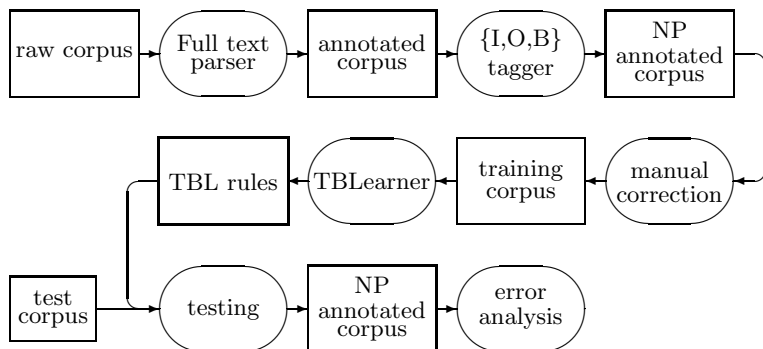 raw corpus
Full text
parser
annotated
corpus
{I,O,B}
tagger
NP
annotated
corpus
TBL rules
TBLearner
training
corpus
manual
correction
test
corpus
testing
NP
annotated
corpus
error
analysis